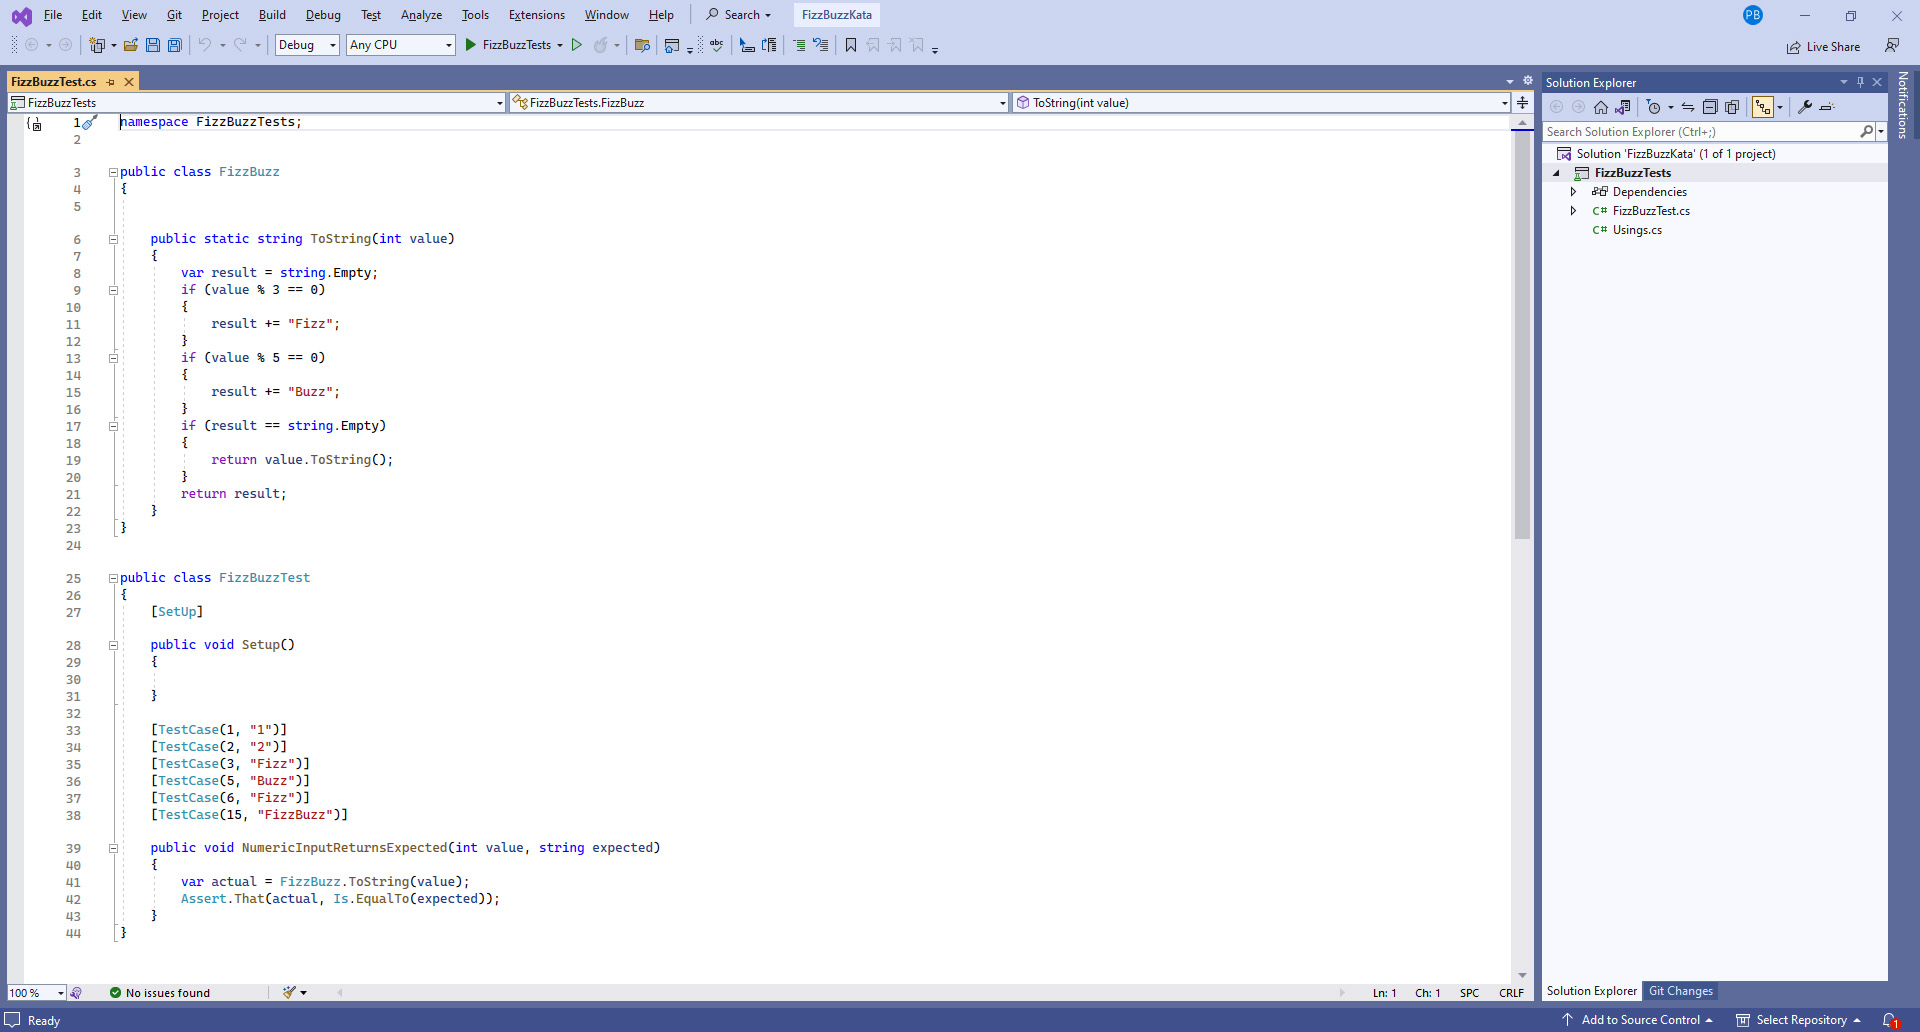 File Edit View Git Project Build Debug Test Analyze Tools Extensions Window Help Search FizzBuzzKata PB
Debug Any CPU FizzBuzzTests abc Live Share
FizzBuzzTest.cs
FizzBuzzTests FizzBuzzTests.FizzBuzz ToString(int value)
1 namespace FizzBuzzTests;
2
3 public class FizzBuzz
4 {
5
6 public static string ToString(int value)
7 {
8 var result = string.Empty;
9 if (value % 3 == 0)
10 {
11 result += "Fizz";
12 }
13 if (value % 5 == 0)
14 {
15 result += "Buzz";
16 }
17 if (result == string.Empty)
18 {
19 return value.ToString();
20 }
21 return result;
22 }
23 }
24
25 public class FizzBuzzTest
26 {
27 [SetUp]
28 public void Setup()
29 {
30
31 }
32
33 [TestCase(1, "1")]
34 [TestCase(2, "2")]
35 [TestCase(3, "Fizz")]
36 [TestCase(5, "Buzz")]
37 [TestCase(6, "Fizz")]
38 [TestCase(15, "FizzBuzz")]
39 public void NumericInputReturnsExpected(int value, string expected)
40 {
41 var actual = FizzBuzz.ToString(value);
42 Assert.That(actual, Is.EqualTo(expected));
43 }
44 }
100 % No issues found Ln: 1 Ch: 1 SPC CRLF
Solution Explorer
Search Solution Explorer (Ctrl+;)
Solution 'FizzBuzzKata' (1 of 1 project)
FizzBuzzTests
Dependencies
C# FizzBuzzTest.cs
C# Usings.cs
Solution Explorer Git Changes
Notifications
Ready Add to Source Control Select Repository 1